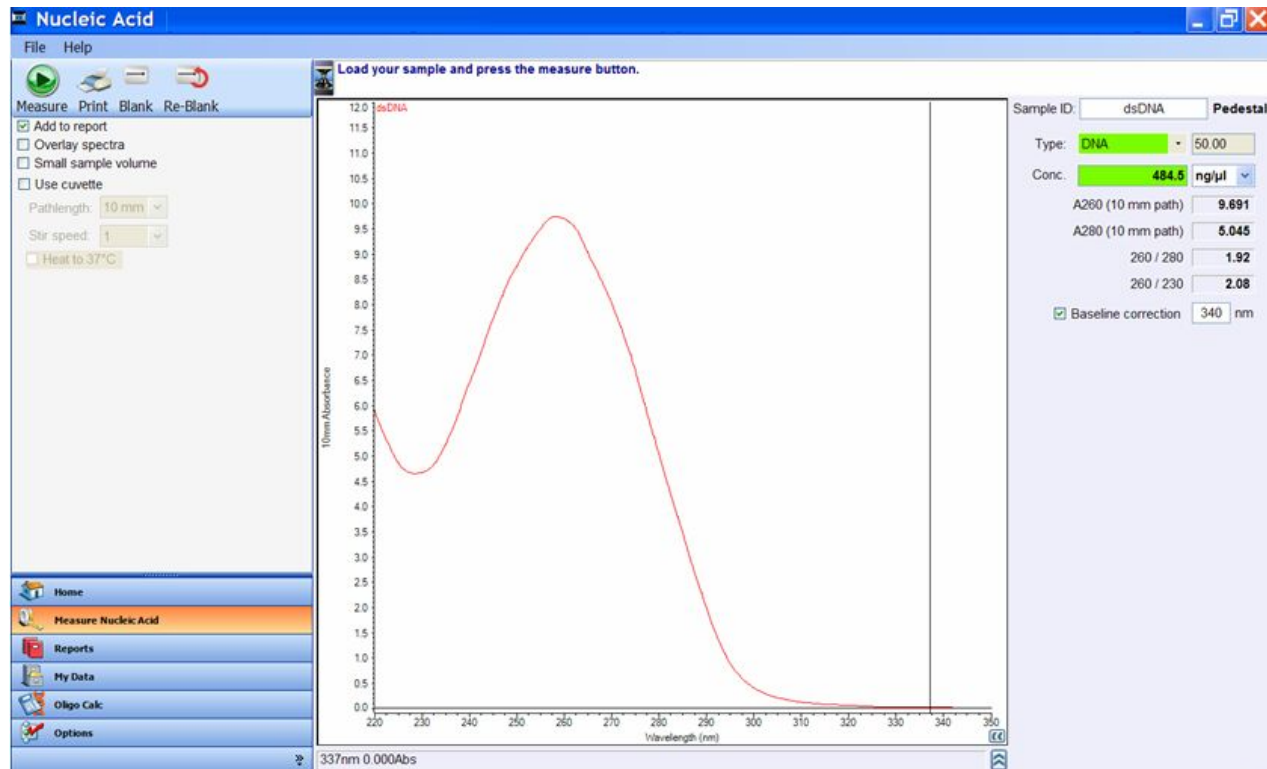 Nucleic Acid
File Help
Measure Print Blank Re-Blank
Add to report
Overlay spectra
Small sample volume
Use cuvette
Pathlength: 10 mm
Stir speed: 1
Heat to 37°C
Home
Measure Nucleic Acid
Reports
My Data
Oligo Calc
Options
Load your sample and press the measure button.
dsDNA
12.0
11.5
11.0
10.5
10.0
9.5
9.0
8.5
8.0
7.5
7.0
6.5
6.0
5.5
5.0
4.5
4.0
3.5
3.0
2.5
2.0
1.5
1.0
0.5
0.0
10mm Absorbance
220 230 240 250 260 270 280 290 300 310 320 330 340 350
Wavelength (nm)
337nm 0.000Abs
Sample ID: dsDNA Pedestal
Type: DNA 50.00
Conc. 484.5 ng/µl
A260 (10 mm path) 9.691
A280 (10 mm path) 5.045
260 / 280 1.92
260 / 230 2.08
Baseline correction 340 nm